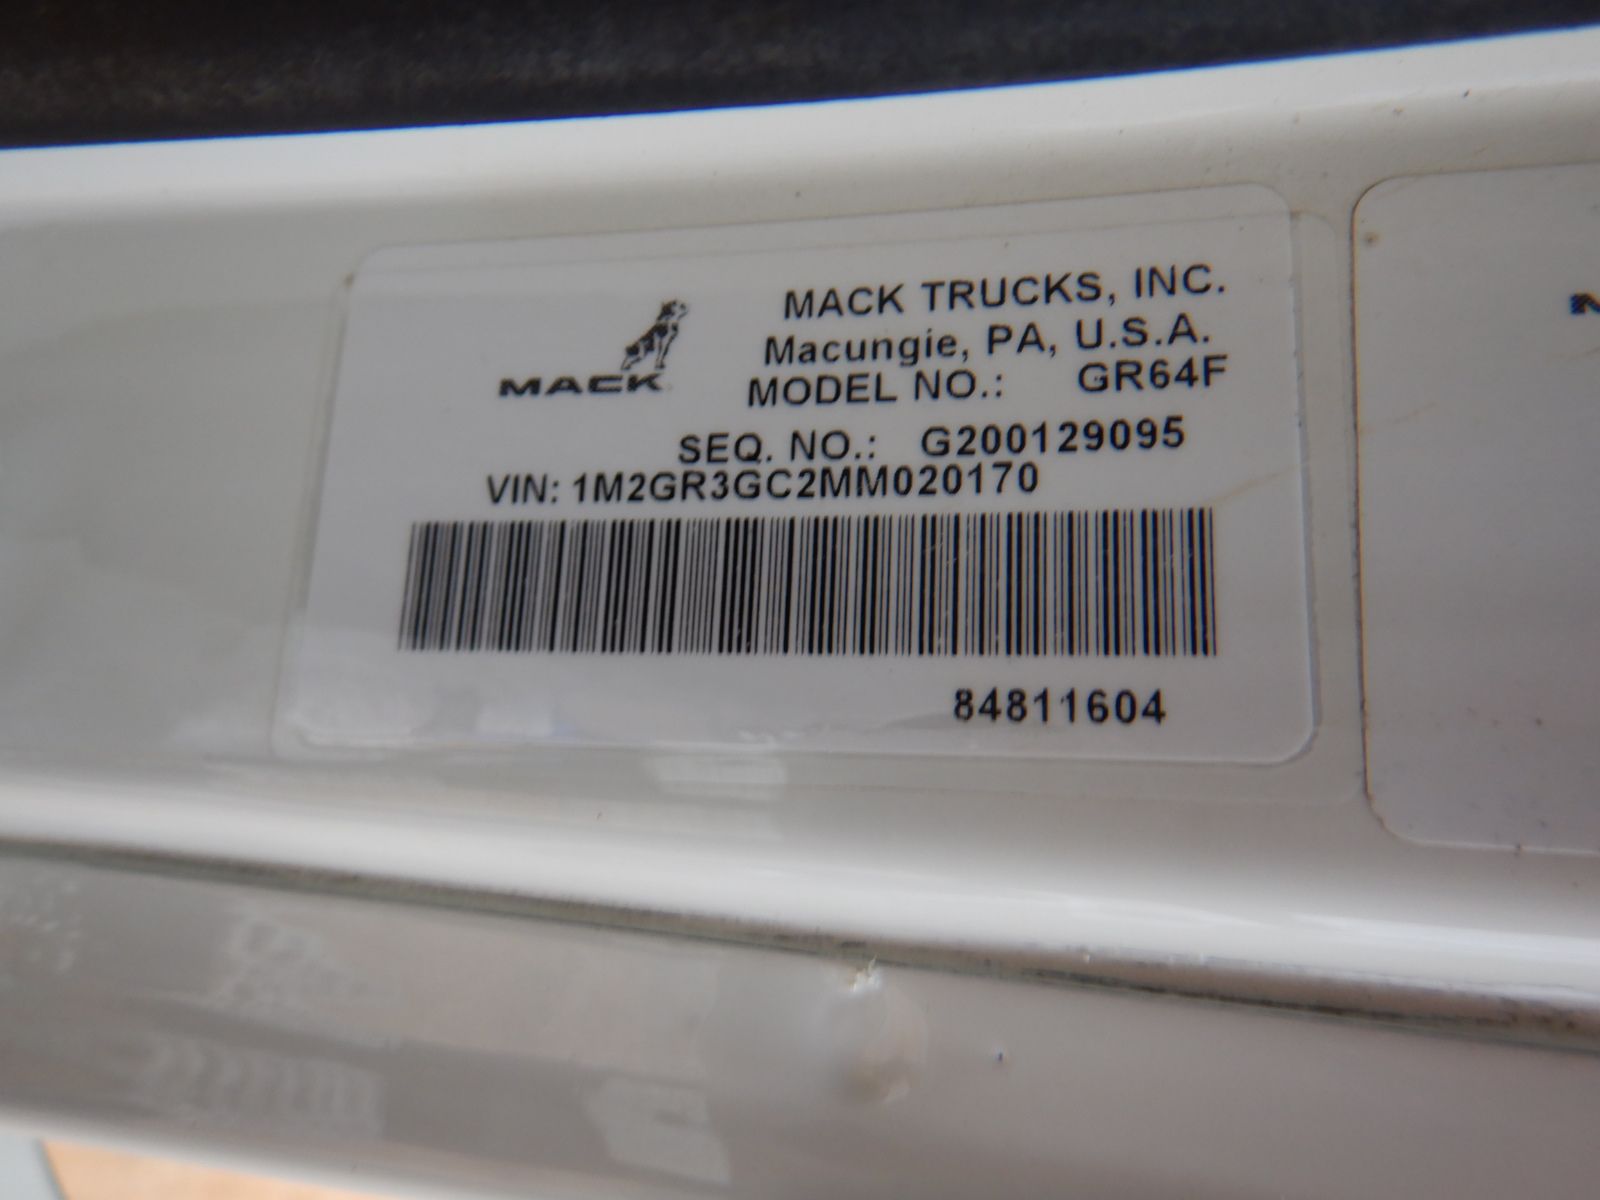 MACK
MACK TRUCKS, INC.
Macungie, PA, U.S.A.
MODEL NO.: GR64F
SEQ. NO.: G200129095
VIN: 1M2GR3GC2MM020170
84811604